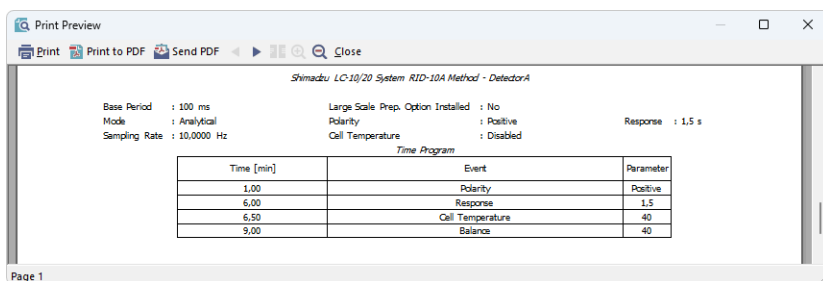 Print Preview
Print Print to PDF Send PDF Close
Shimadzu LC-10/20 System RID-10A Method - DetectorA
Base Period : 100 ms Large Scale Prep. Option Installed : No
Mode : Analytical Polarity : Positive Response : 1,5 s
Sampling Rate : 10,0000 Hz Cell Temperature : Disabled
Time Program
Time [min] Event Parameter
1,00 Polarity Positive
6,00 Response 1,5
6,50 Cell Temperature 40
9,00 Balance 40
Page 1